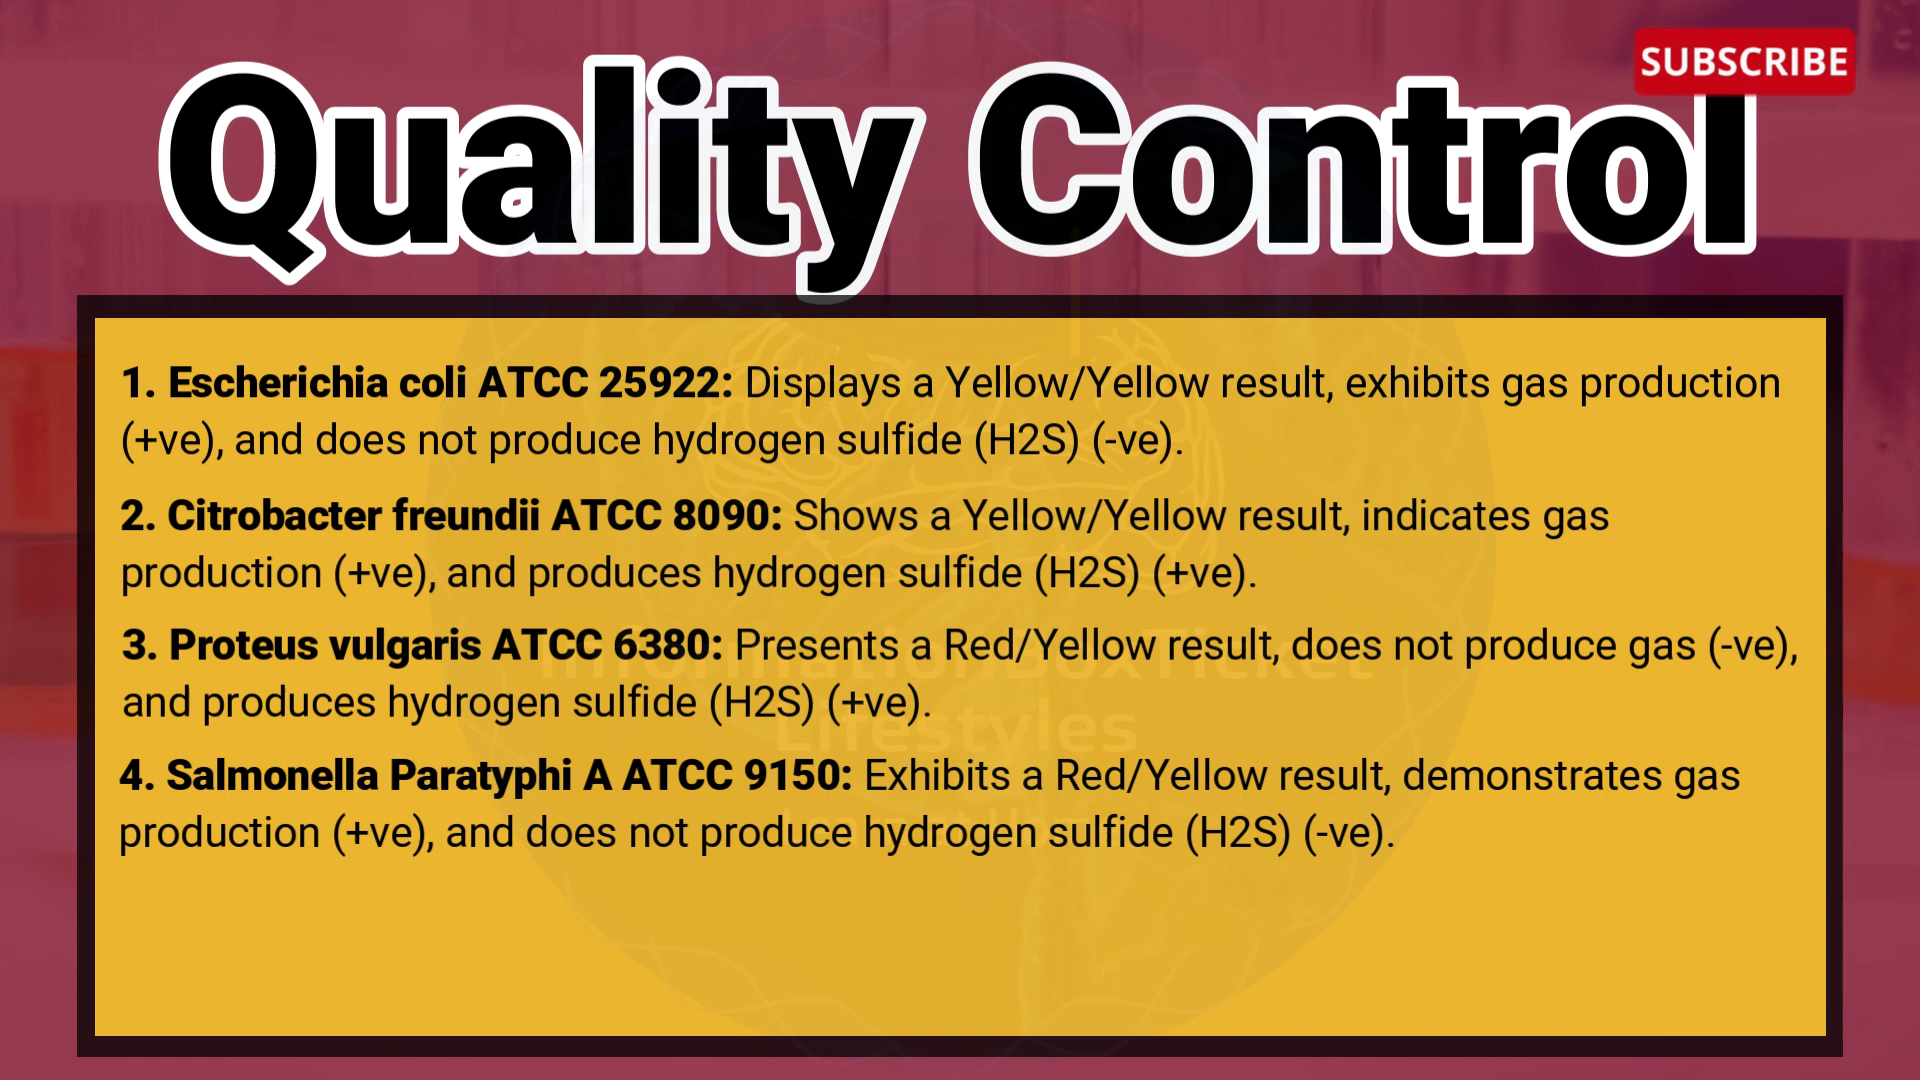 SUBSCRIBE
Quality Control
1. Escherichia coli ATCC 25922: Displays a Yellow/Yellow result, exhibits gas production
(+ve), and does not produce hydrogen sulfide (H2S) (-ve).
2. Citrobacter freundii ATCC 8090: Shows a Yellow/Yellow result, indicates gas
production (+ve), and produces hydrogen sulfide (H2S) (+ve).
3. Proteus vulgaris ATCC 6380: Presents a Red/Yellow result, does not produce gas (-ve),
InformationBoxTicket
and produces hydrogen sulfide (H2S) (+ve).
Lifestyles
4. Salmonella Paratyphi A ATCC 9150: Exhibits a Red/Yellow result, demonstrates gas
production (+ve), and does not produce hydrogen sulfide (H2S) (-ve).